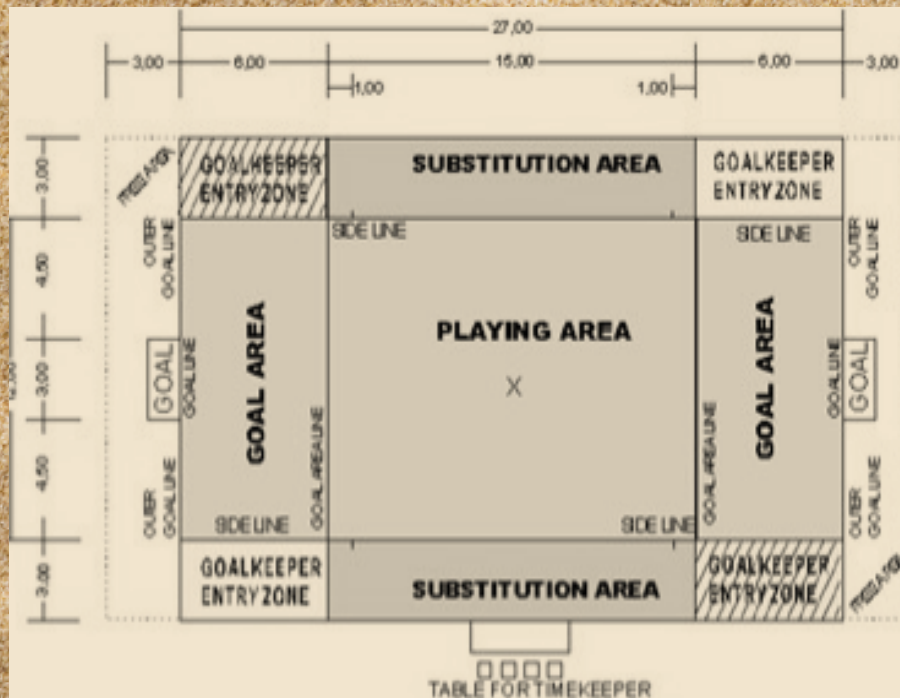 27,00
3,00 6,00 15,00 6,00 3,00
1,00 1,00
3,00
GOALKEEPER
ENTRY ZONE
SUBSTITUTION AREA
GOALKEEPER
ENTRY ZONE
SIDE LINE
SIDE LINE
OUTER
GOAL LINE
OUTER
GOAL LINE
4,50
PLAYING AREA
X
GOAL AREA
GOAL AREA
GOAL
GOAL LINE
GOAL LINE
GOAL
3,00
GOAL AREA LINE
GOAL AREA LINE
4,50
OUTER
GOAL LINE
OUTER
GOAL LINE
SIDE LINE
SIDE LINE
3,00
GOALKEEPER
ENTRY ZONE
SUBSTITUTION AREA
GOALKEEPER
ENTRY ZONE
TABLE FOR TIMEKEEPER